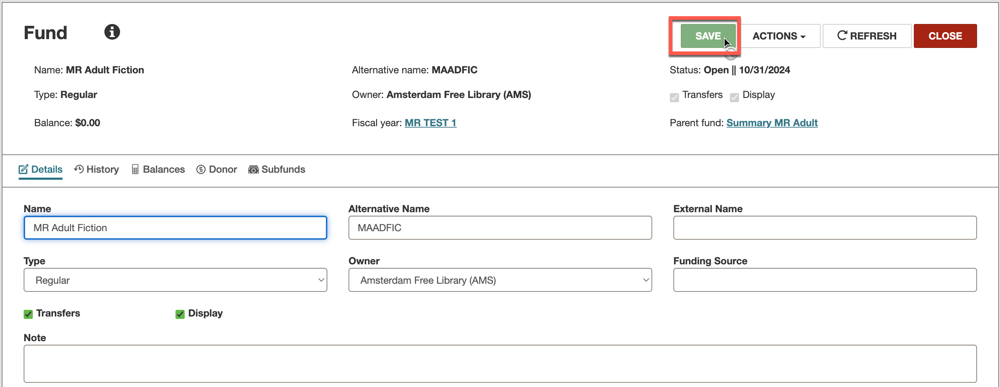 Fund
SAVE ACTIONS REFRESH CLOSE
Name: MR Adult Fiction Alternative name: MAADFIC Status: Open || 10/31/2024
Type: Regular Owner: Amsterdam Free Library (AMS) Transfers Display
Balance: $0.00 Fiscal year: MR TEST 1 Parent fund: Summary MR Adult
Details History Balances Donor Subfunds
Name Alternative Name External Name
MR Adult Fiction MAADFIC
Type Owner Funding Source
Regular Amsterdam Free Library (AMS)
Transfers Display
Note